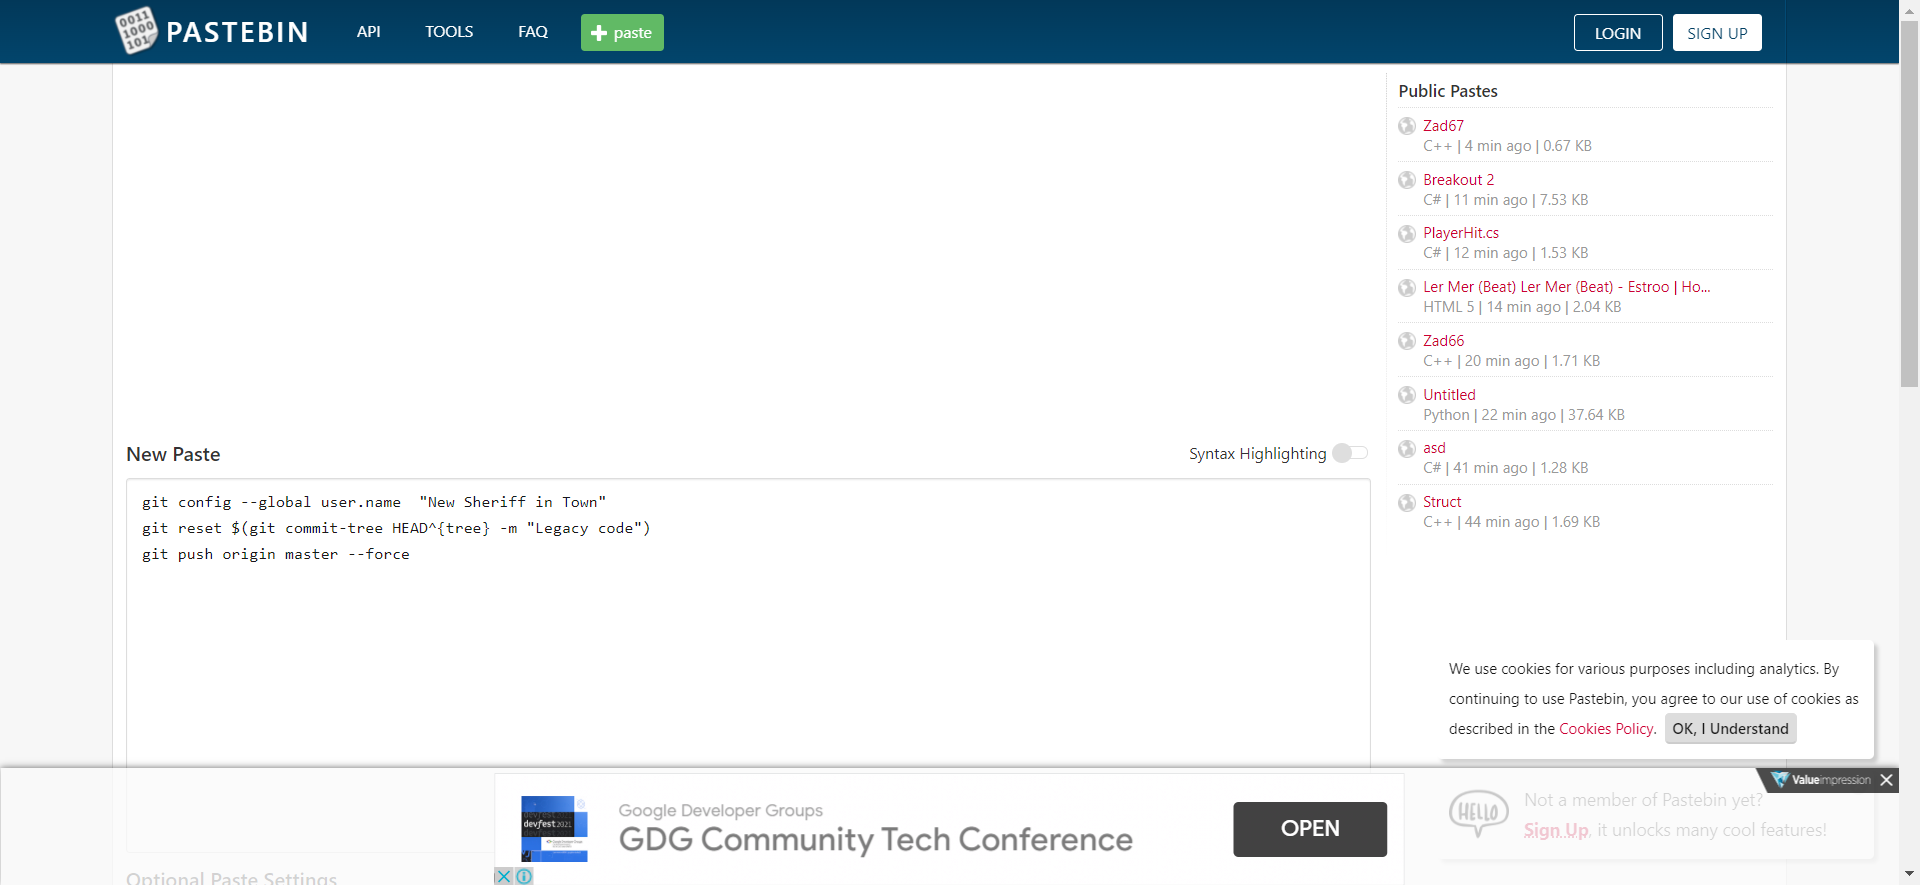 0011
1000
101
PASTEBIN
API
TOOLS
FAQ
paste
LOGIN
SIGN UP
Public Pastes
Zad67
C++ | 4 min ago | 0.67 KB
Breakout 2
C# | 11 min ago | 7.53 KB
PlayerHit.cs
C# | 12 min ago | 1.53 KB
Ler Mer (Beat) Ler Mer (Beat) - Estroo | Ho...
HTML 5 | 14 min ago | 2.04 KB
Zad66
C++ | 20 min ago | 1.71 KB
Untitled
Python | 22 min ago | 37.64 KB
asd
C# | 41 min ago | 1.28 KB
Struct
C++ | 44 min ago | 1.69 KB
New Paste
Syntax Highlighting
git config --global user.name  "New Sheriff in Town"
git reset $(git commit-tree HEAD^{tree} -m "Legacy code")
git push origin master --force
We use cookies for various purposes including analytics. By
continuing to use Pastebin, you agree to our use of cookies as
described in the Cookies Policy. OK, I Understand
Valueimpression
HELLO
Not a member of Pastebin yet?
Sign Up, it unlocks many cool features!
devfest2021
Google Developer Groups
GDG Community Tech Conference
OPEN
Optional Paste Settings